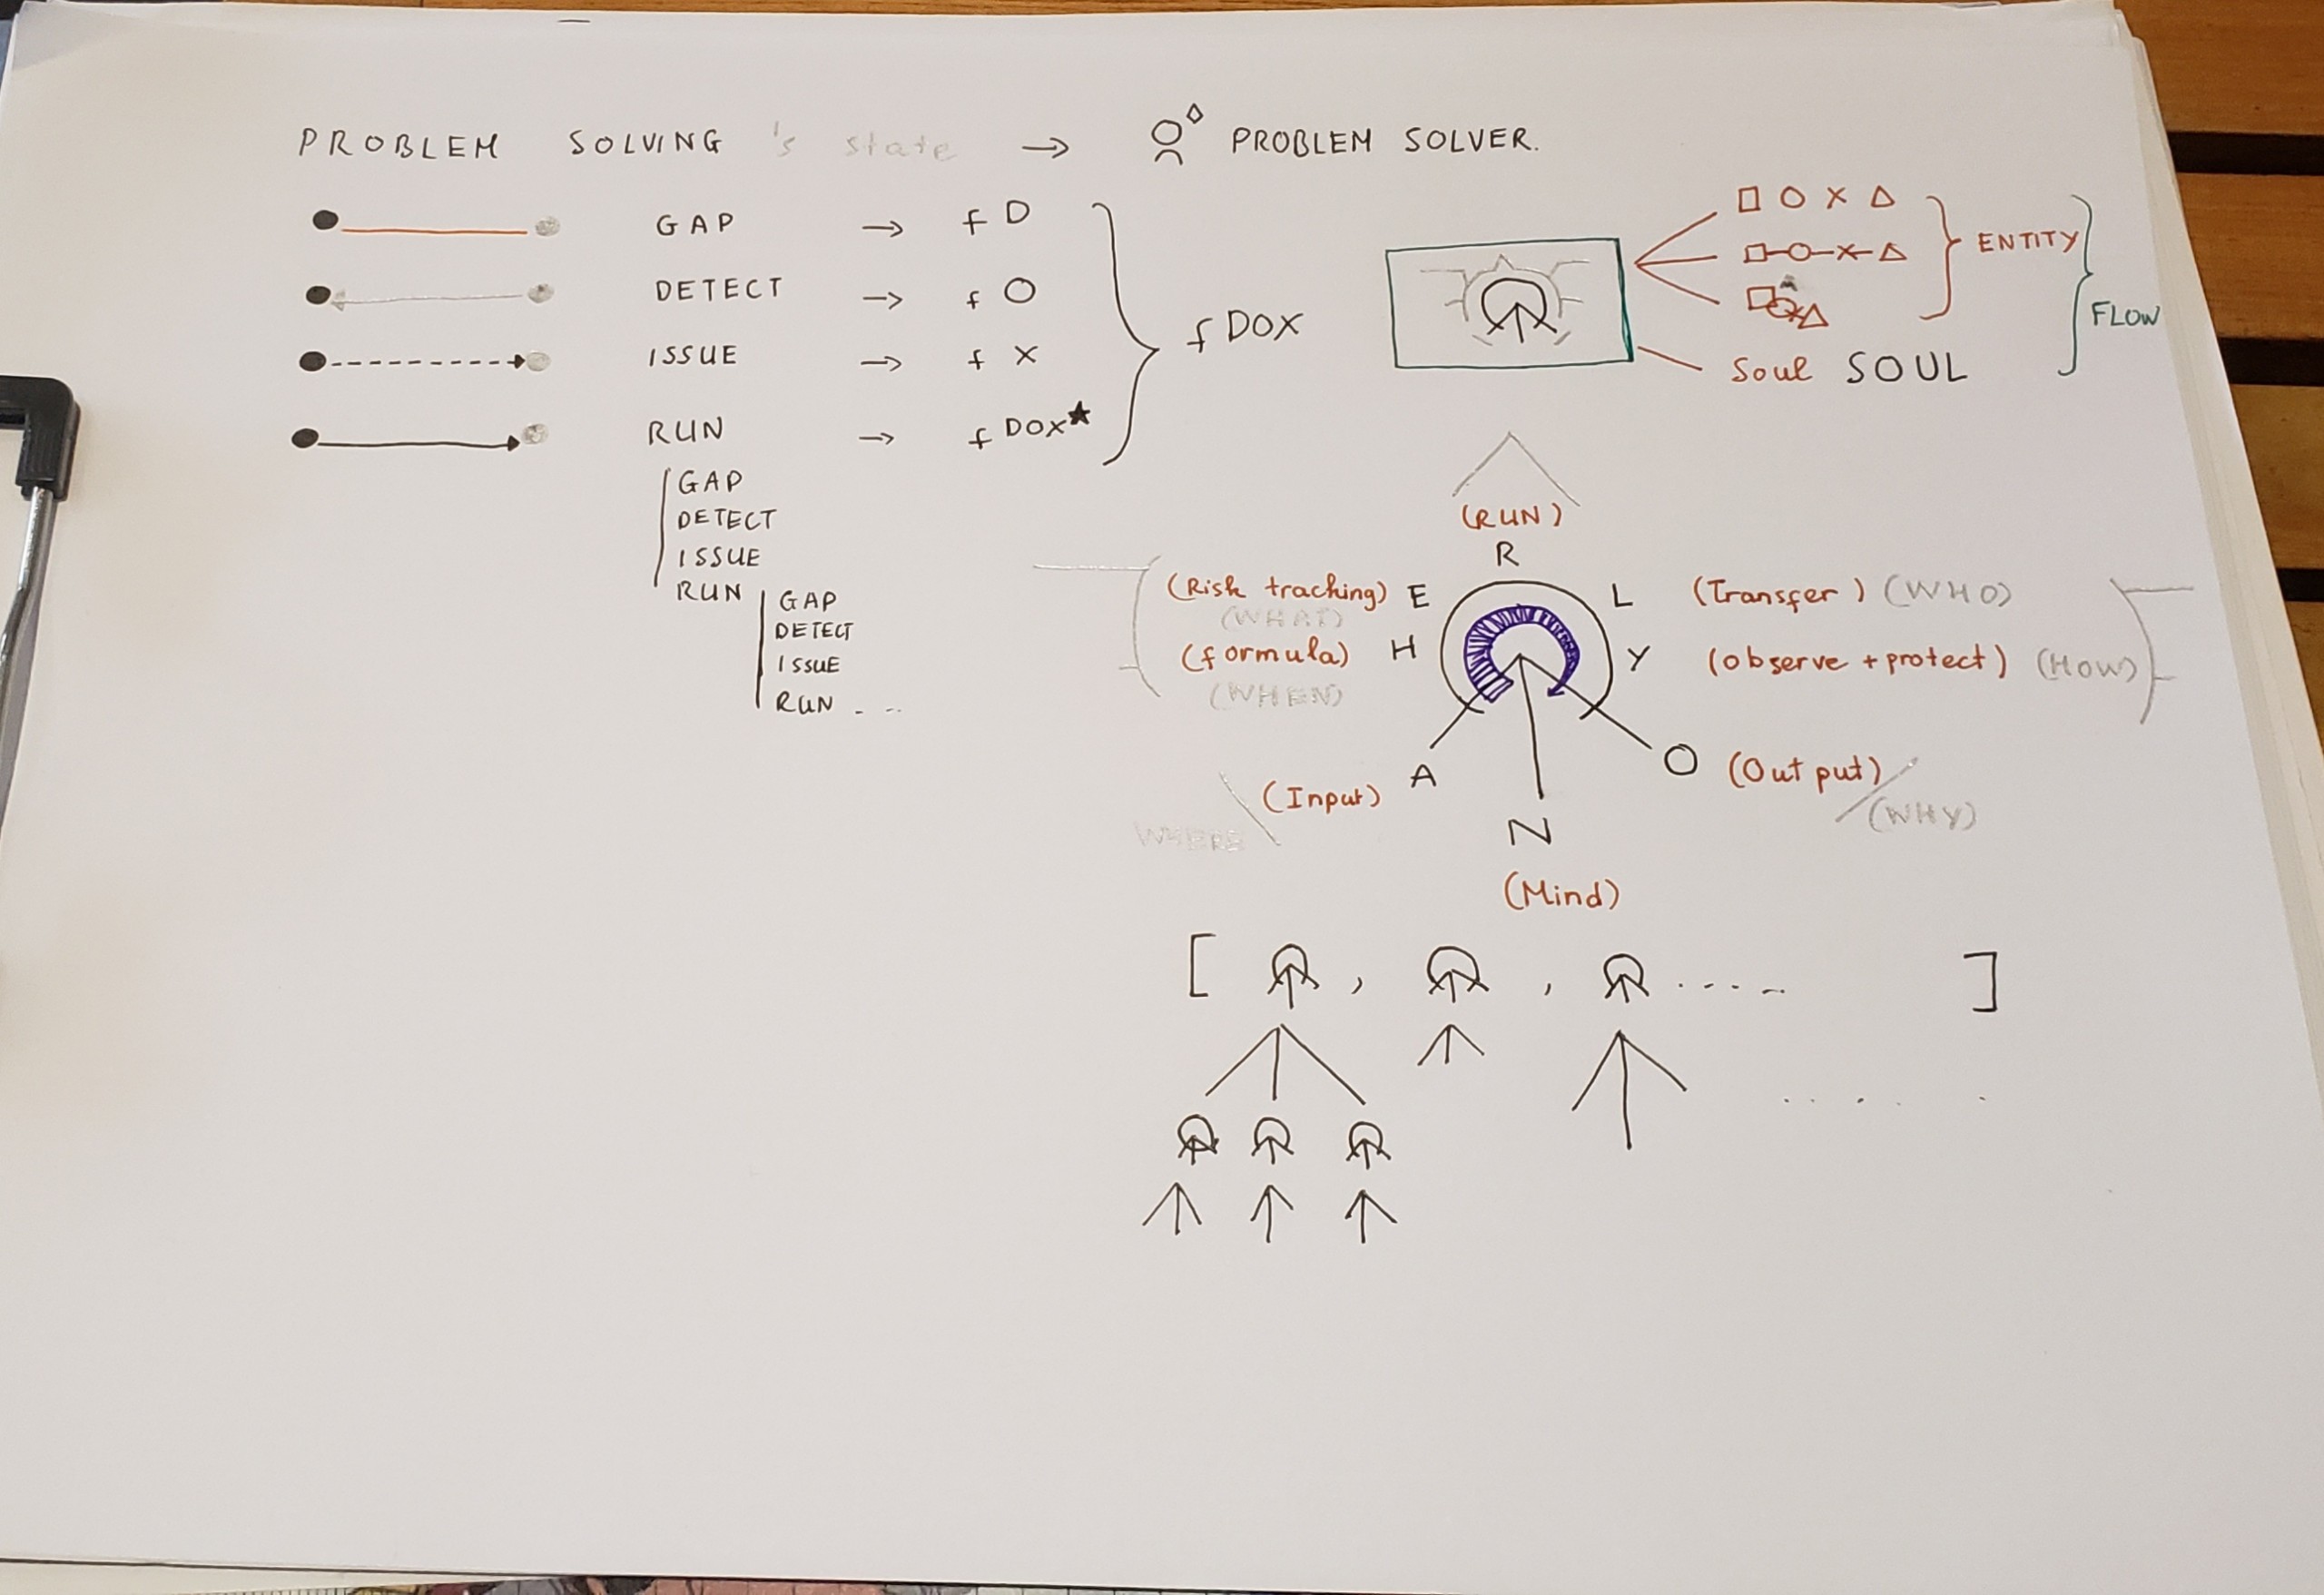 PROBLEM SOLVING 's state → PROBLEM SOLVER.
GAP → f D
DETECT → f O
ISSUE → f X
RUN → f DOX★
f DOX
GAP
DETECT
ISSUE
RUN
GAP
DETECT
ISSUE
RUN - --
ENTITY
Soul SOUL
FLOW
(RUN)
R
(Risk tracking) E
(WHAT)
L (Transfer) (WHO)
(formula) H
(WHEN)
Y (observe + protect) (HOW)
A
(Input)
WHERE
O (Output)
(WHY)
N
(Mind)
[ , , ..... ]